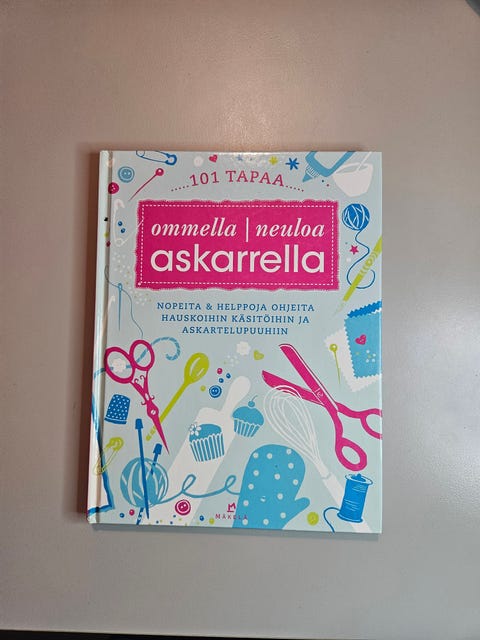 101 TAPAA
ommella | neuloa
askarrella
NOPEITA & HELPPOJA OHJEITA
HAUSKOIHIN KÄSITÖIHIN JA
ASKARTELUPUUHIIN
MÄKELÄ